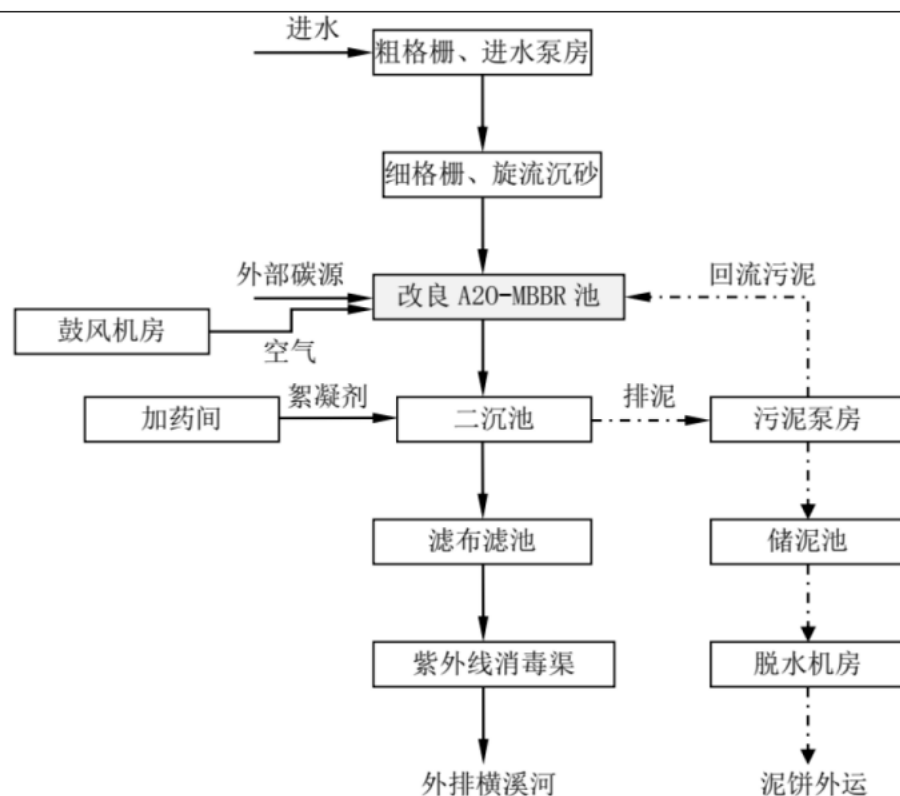 进水
粗格栅、进水泵房
细格栅、旋流沉砂
外部碳源
改良 A2O-MBBR 池
回流污泥
鼓风机房
空气
加药间
絮凝剂
二沉池
排泥
污泥泵房
滤布滤池
储泥池
紫外线消毒渠
脱水机房
外排横溪河
泥饼外运